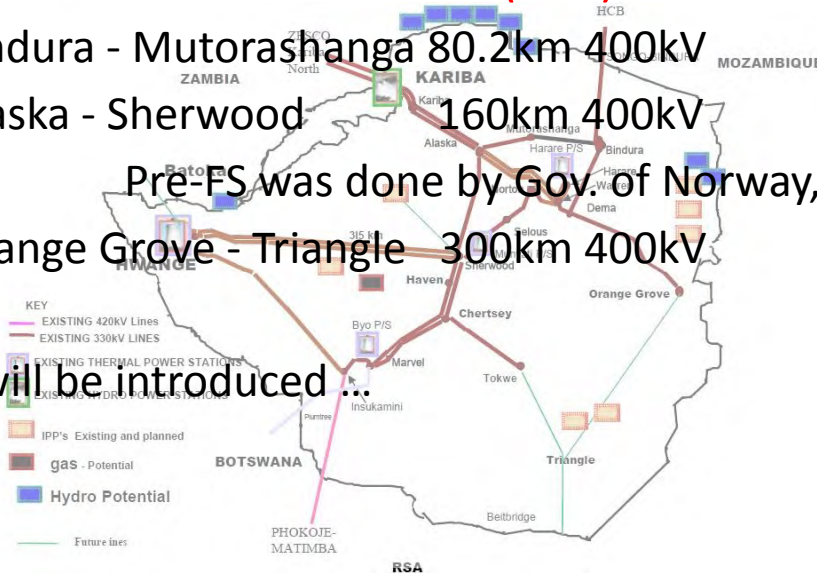 HCB
ndura - Mutorashanga 80.2km 400kV
ZESCO
North
ZAMBIA
KARIBA
MOZAMBIQUE
Kariba
aska - Sherwood 160km 400kV
Mutorashanga
Alaska
Harare P/S
Bindura
Harare
Batoka
Pre-FS was done by Gov. of Norway,
Warren
Dema
Selous
315 km
ange Grove - Triangle 300km 400kV
HWANGE
Sherwood
Haven
Orange Grove
KEY
EXISTING 420kV Lines
EXISTING 330kV LINES
Chertsey
Byo P/S
EXISTING THERMAL POWER STATIONS
Marvel
will be introduced ...
Tokwe
EXISTING HYDRO POWER STATIONS
Insukamini
Plumtree
IPP's Existing and planned
gas - Potential
BOTSWANA
Triangle
Hydro Potential
Beitbridge
Future ines
PHOKOJE-
MATIMBA
RSA